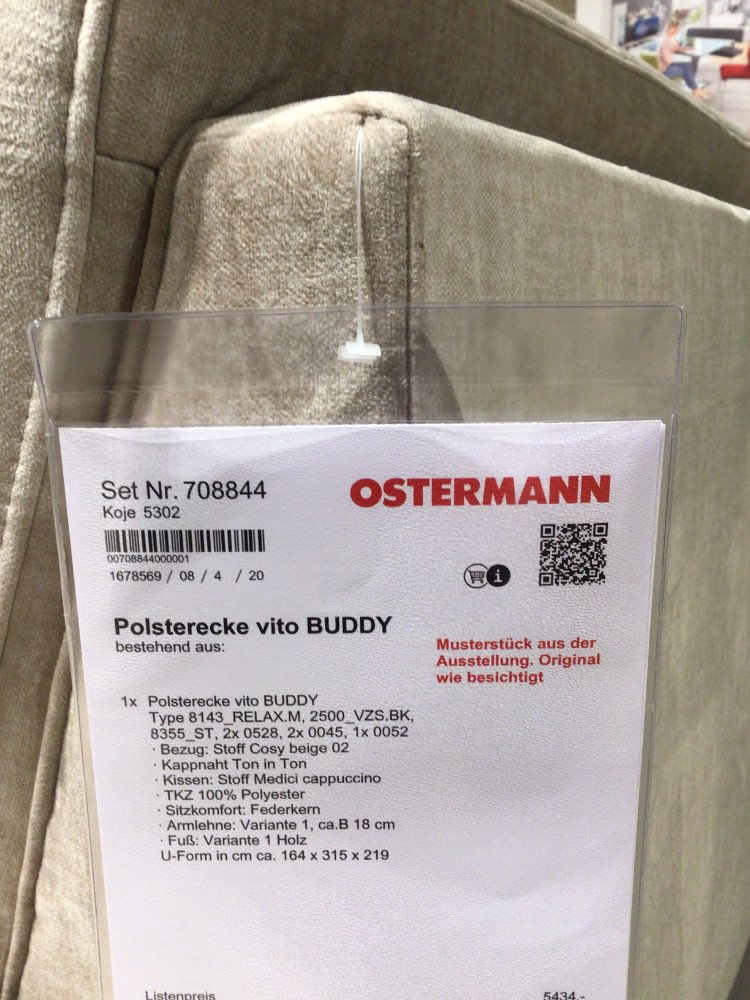 Set Nr. 708844
OSTERMANN
Koje 5302
00708844000001
1678569 / 08 / 4 / 20
i
Polsterecke vito BUDDY
bestehend aus:
Musterstück aus der
Ausstellung. Original
wie besichtigt
1x Polsterecke vito BUDDY
Type 8143_RELAX.M, 2500_VZS.BK,
8355_ST, 2x 0528, 2x 0045, 1x 0052
· Bezug: Stoff Cosy beige 02
· Kappnaht Ton in Ton
· Kissen: Stoff Medici cappuccino
· TKZ 100% Polyester
· Sitzkomfort: Federkern
· Armlehne: Variante 1, ca.B 18 cm
· Fuß: Variante 1 Holz
U-Form in cm ca. 164 x 315 x 219
Listenpreis 5434.-